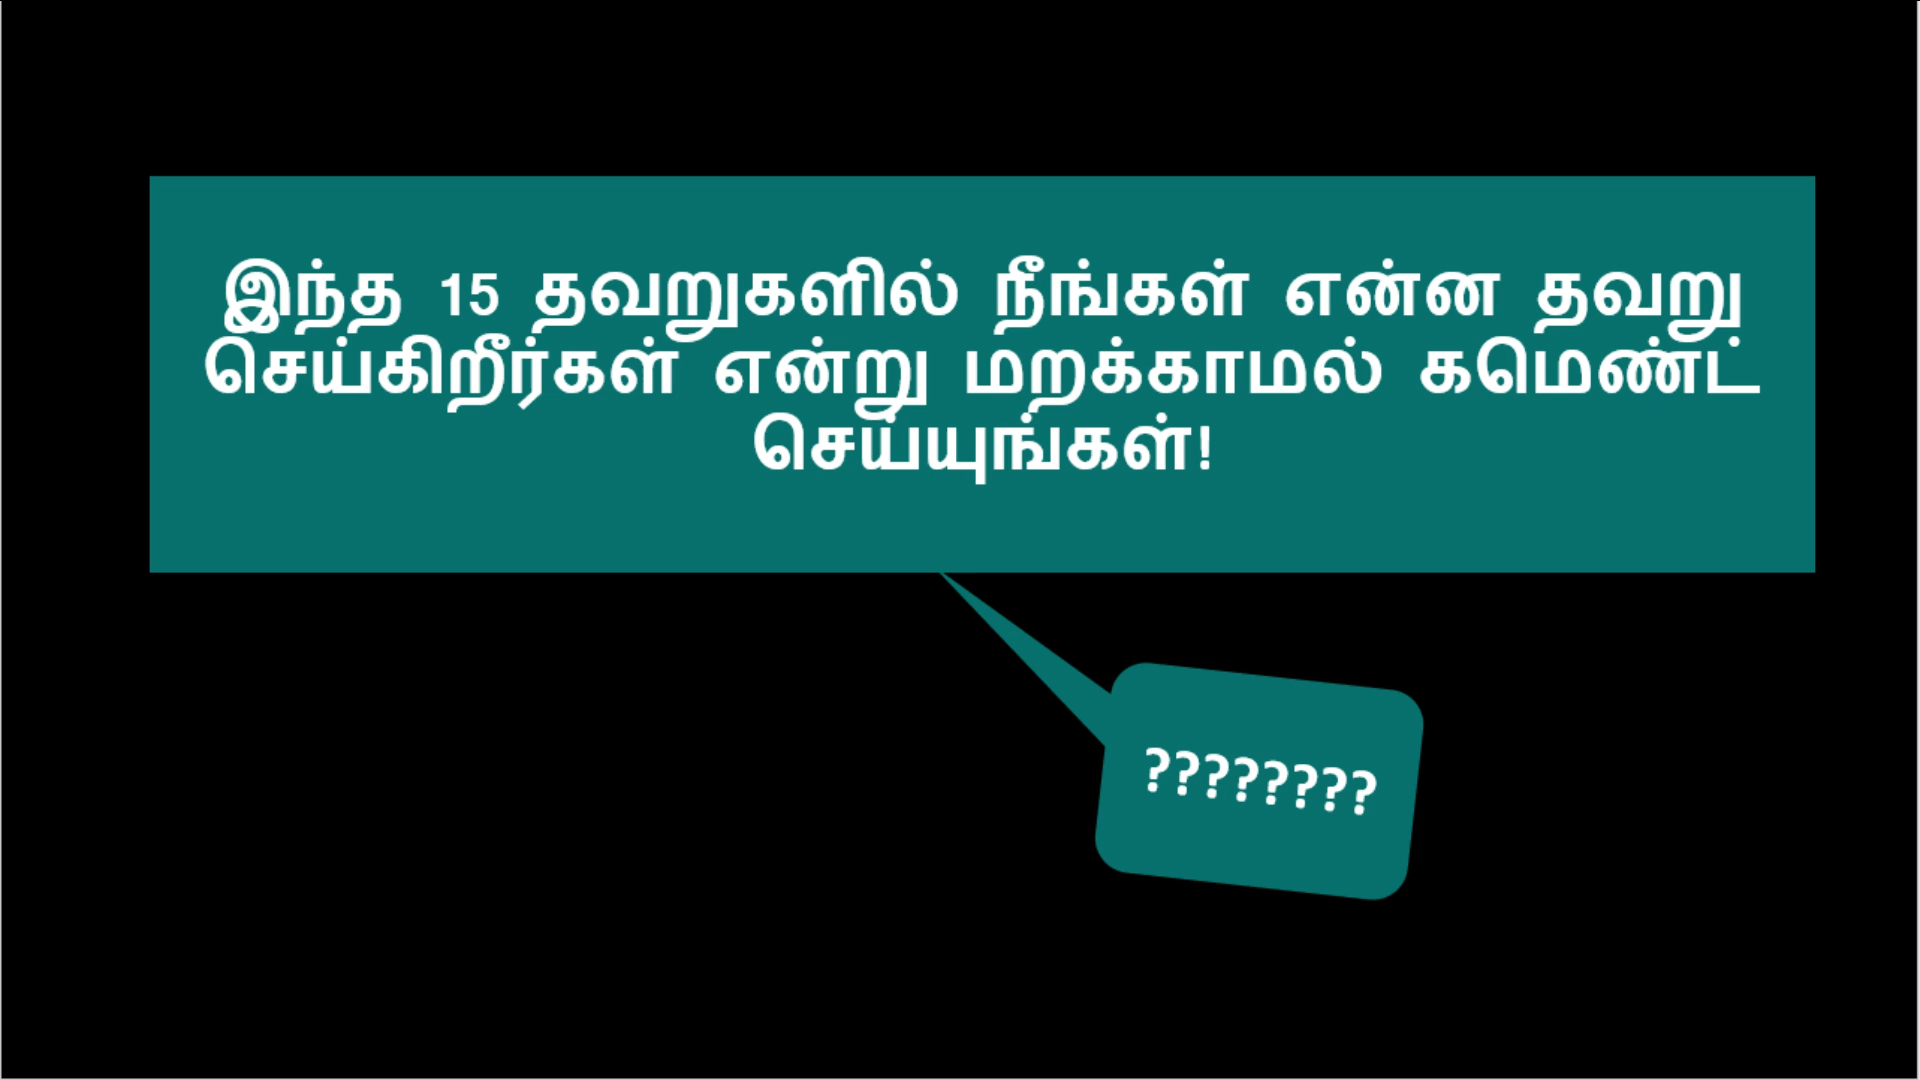 இந்த 15 தவறுகளில் நீங்கள் என்ன தவறு
செய்கிறீர்கள் என்று மறக்காமல் கமெண்ட்
செய்யுங்கள்!
????????